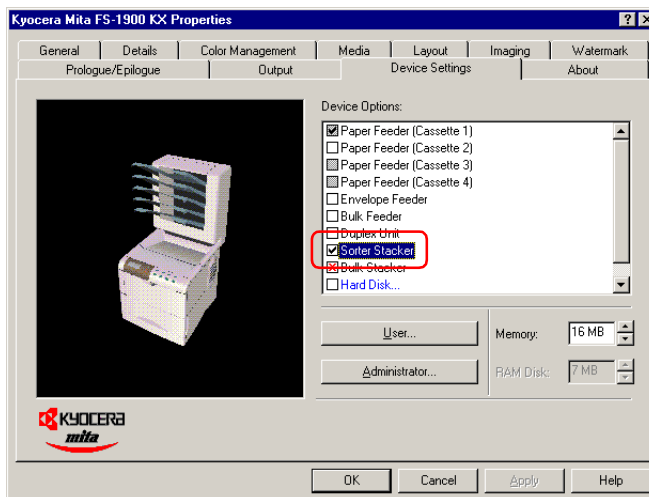 Kyocera Mita FS-1900 KX Properties
General Details Color Management Media Layout Imaging Watermark
Prologue/Epilogue Output Device Settings About
Device Options:
Paper Feeder (Cassette 1)
Paper Feeder (Cassette 2)
Paper Feeder (Cassette 3)
Paper Feeder (Cassette 4)
Envelope Feeder
Bulk Feeder
Duplex Unit
Sorter Stacker
Bulk Stacker
Hard Disk...
User... Memory: 16 MB
Administrator... RAM Disk: 7 MB
KYOCERA
mita
OK Cancel Apply Help